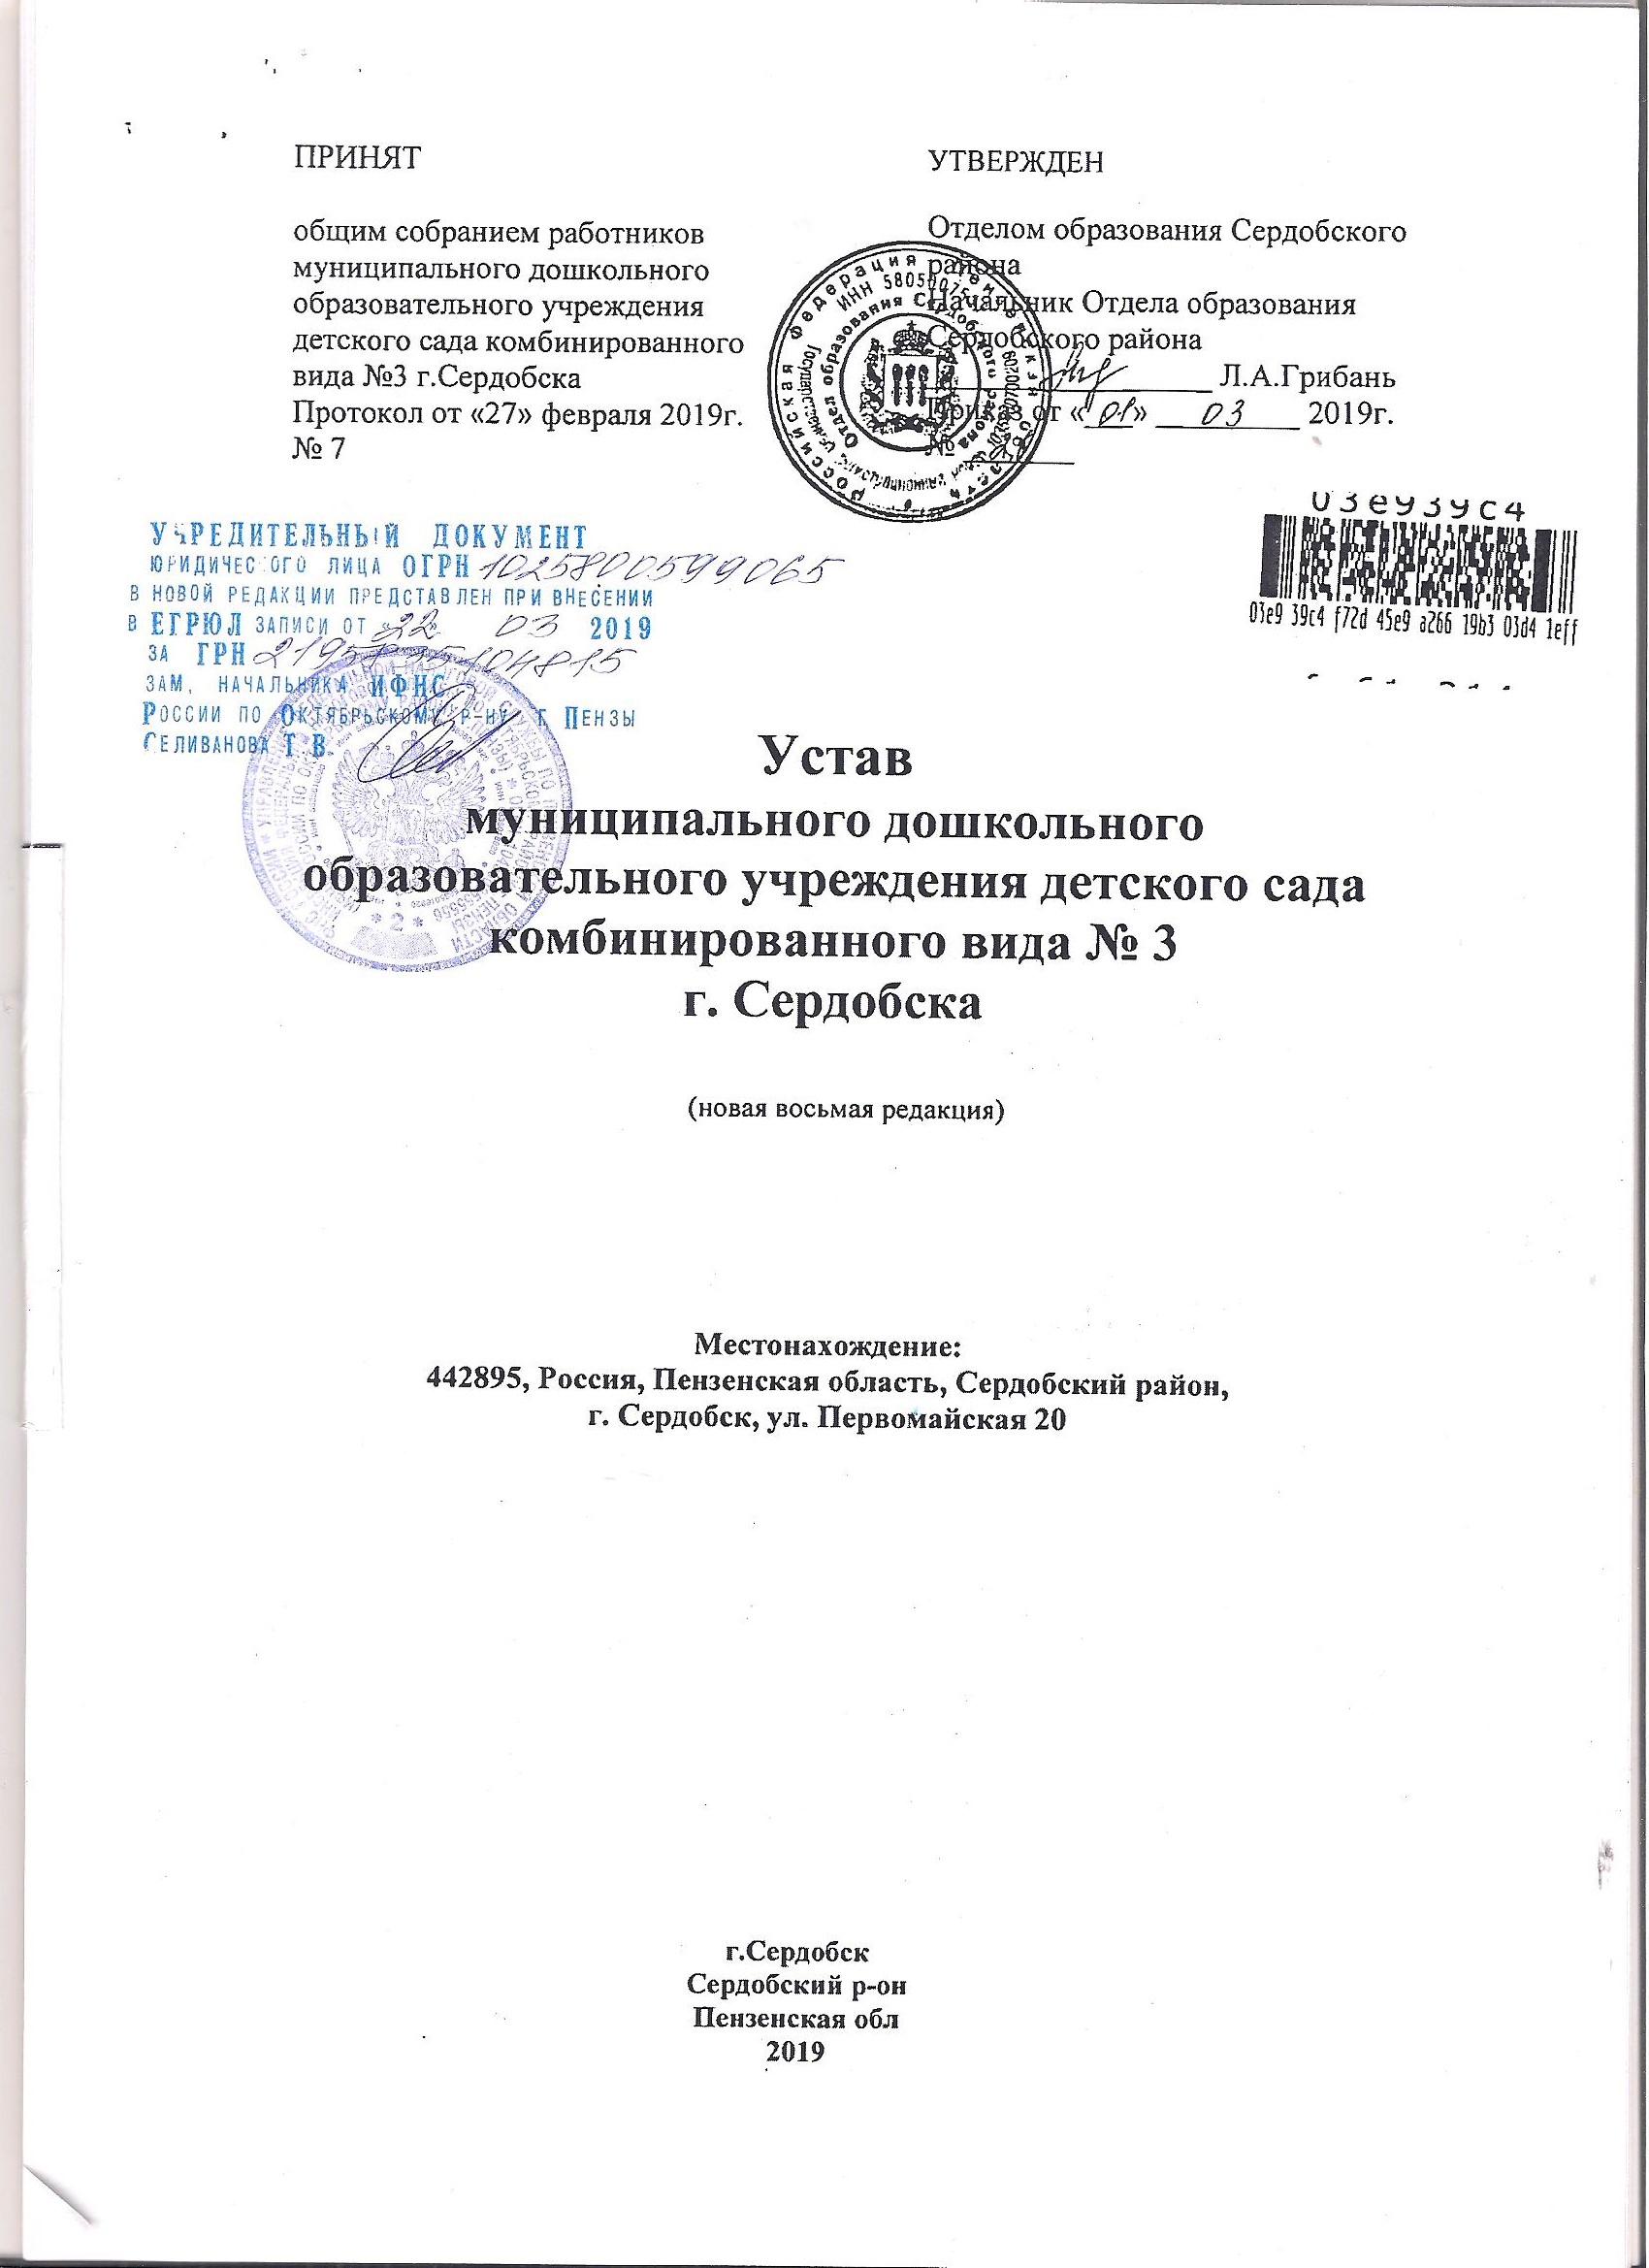 ПРИНЯТ
общим собранием работников
муниципального дошкольного
образовательного учреждения
детского сада комбинированного
вида №3 г.Сердобска
Протокол от «27» февраля 2019г.
№ 7
УТВЕРЖДЕН
Отделом образования Сердобского
района
Начальник Отдела образования
Сердобского района
Л.А.Грибань
Приказ от «01» 03 2019г.
№
03e939c4
03e9 39c4 f72d 45e9 a266 19b3 03d4 1eff
УЧРЕДИТЕЛЬНЫЙ ДОКУМЕНТ
ЮРИДИЧЕСКОГО ЛИЦА ОГРН 1025800599065
В НОВОЙ РЕДАКЦИИ ПРЕДСТАВЛЕН ПРИ ВНЕСЕНИИ
В ЕГРЮЛ ЗАПИСИ ОТ «22» 03 2019
ЗА ГРН
ЗАМ. НАЧАЛЬНИКА ИФНС
РОССИИ ПО ОКТЯБРЬСКОМУ Р-НУ Г ПЕНЗЫ
СЕЛИВАНОВА Т.В.
Устав
муниципального дошкольного
образовательного учреждения детского сада
комбинированного вида № 3
г. Сердобска
(новая восьмая редакция)
Местонахождение:
442895, Россия, Пензенская область, Сердобский район,
г. Сердобск, ул. Первомайская 20
г.Сердобск
Сердобский р-он
Пензенская обл
2019